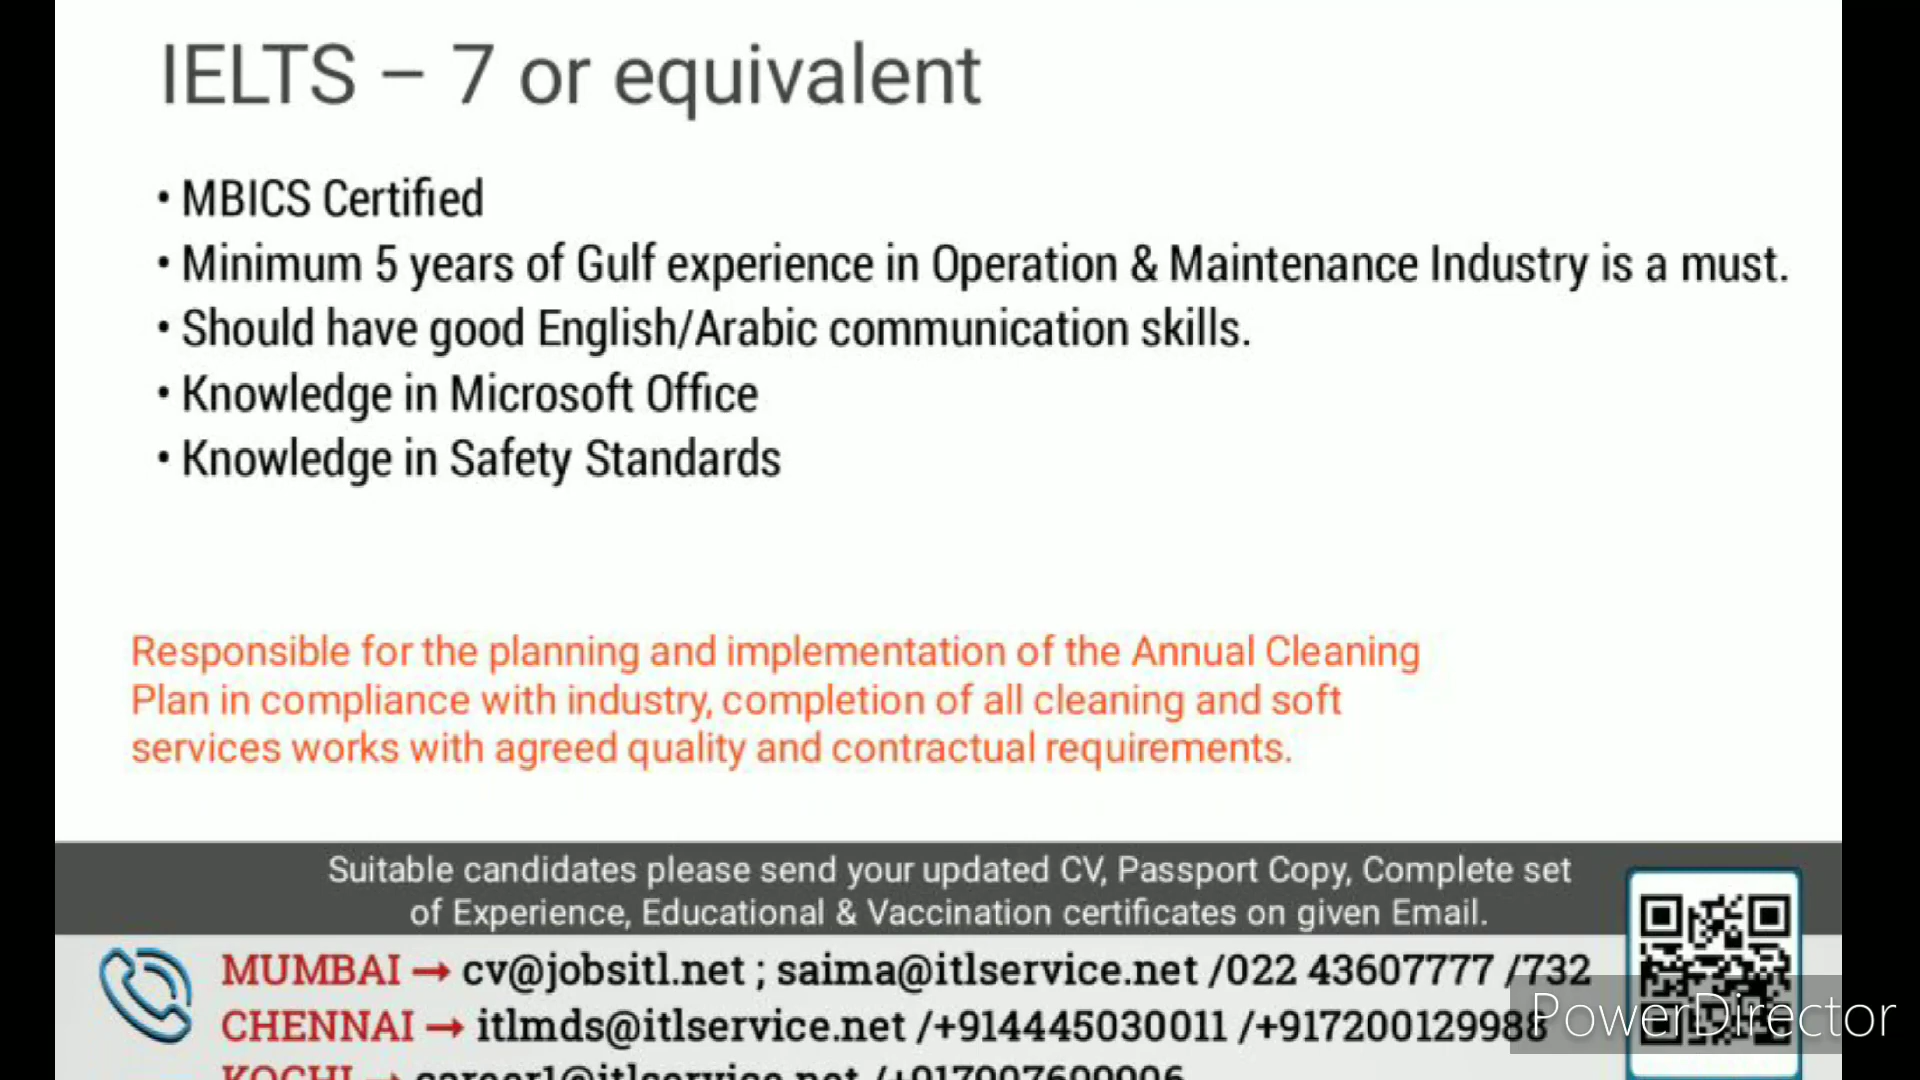 IELTS – 7 or equivalent
• MBICS Certified
• Minimum 5 years of Gulf experience in Operation & Maintenance Industry is a must.
• Should have good English/Arabic communication skills.
• Knowledge in Microsoft Office
• Knowledge in Safety Standards
Responsible for the planning and implementation of the Annual Cleaning
Plan in compliance with industry, completion of all cleaning and soft
services works with agreed quality and contractual requirements.
Suitable candidates please send your updated CV, Passport Copy, Complete set
of Experience, Educational & Vaccination certificates on given Email.
MUMBAI → cv@jobsitl.net ; saima@itlservice.net /022 43607777 /732
CHENNAI → itlmds@itlservice.net /+914445030011 /+917200129988
PowerDirector
KOCHI → career1@itlservice.net